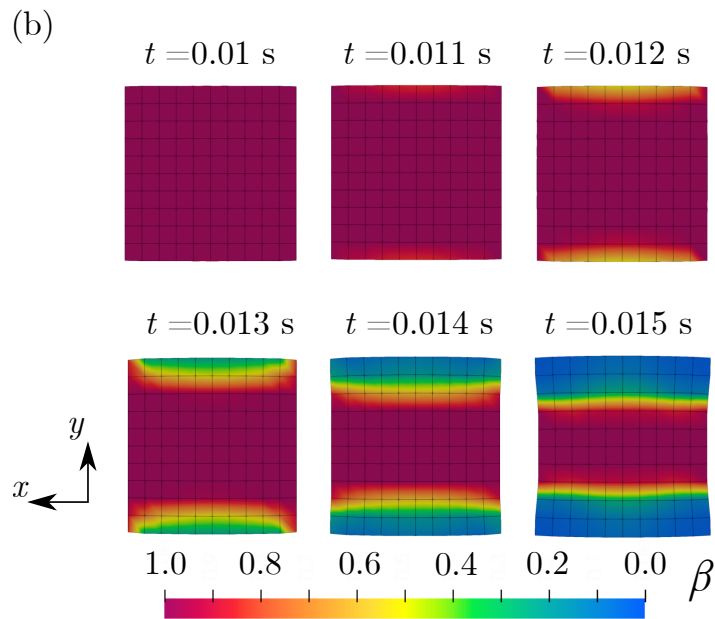 (b)
t =0.01 s t =0.011 s t =0.012 s
t =0.013 s t =0.014 s t =0.015 s
y
x
1.0 0.8 0.6 0.4 0.2 0.0 β